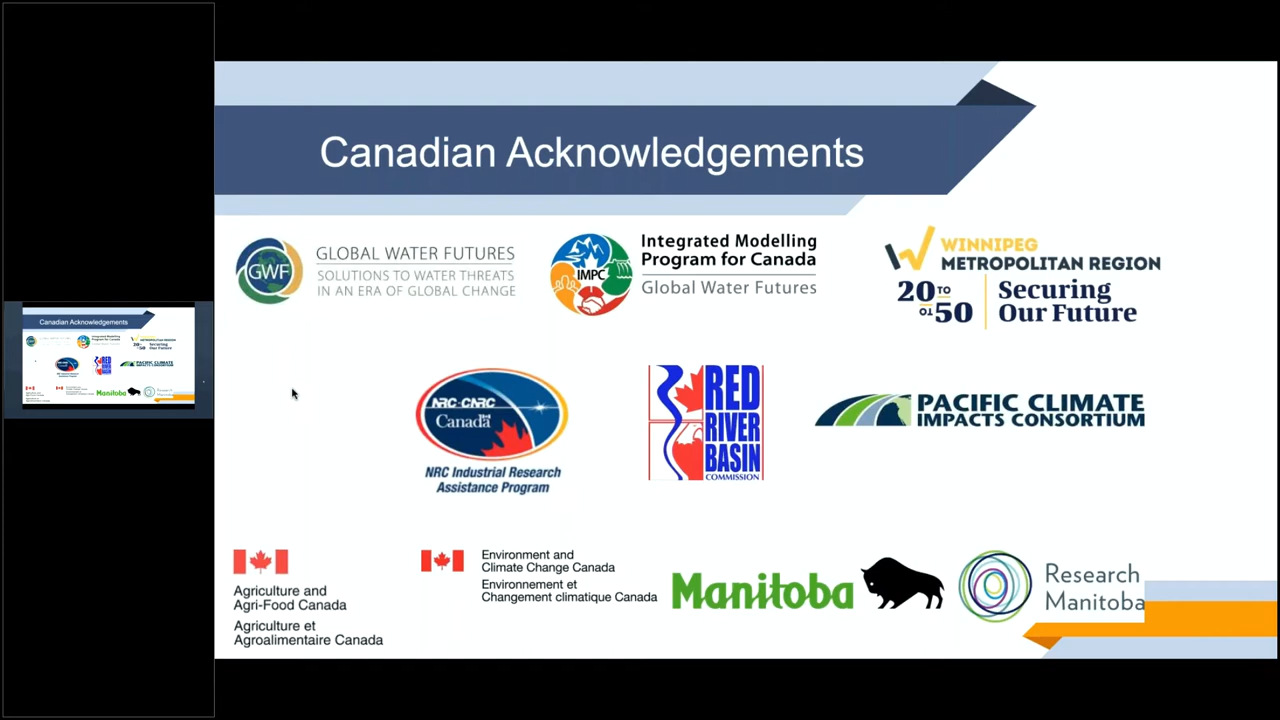 Canadian Acknowledgements
GWF
GLOBAL WATER FUTURES
SOLUTIONS TO WATER THREATS
IN AN ERA OF GLOBAL CHANGE
IMPC
Integrated Modelling
Program for Canada
Global Water Futures
WINNIPEG
METROPOLITAN REGION
20 TO
TO 50
Securing
Our Future
NRC·CNRC
Canada
NRC Industrial Research
Assistance Program
RED
RIVER
BASIN
COMMISSION
PACIFIC CLIMATE
IMPACTS CONSORTIUM
Agriculture and
Agri-Food Canada
Agriculture et
Agroalimentaire Canada
Environment and
Climate Change Canada
Environnement et
Changement climatique Canada
Manitoba
Research
Manitoba
Canadian Acknowledgements